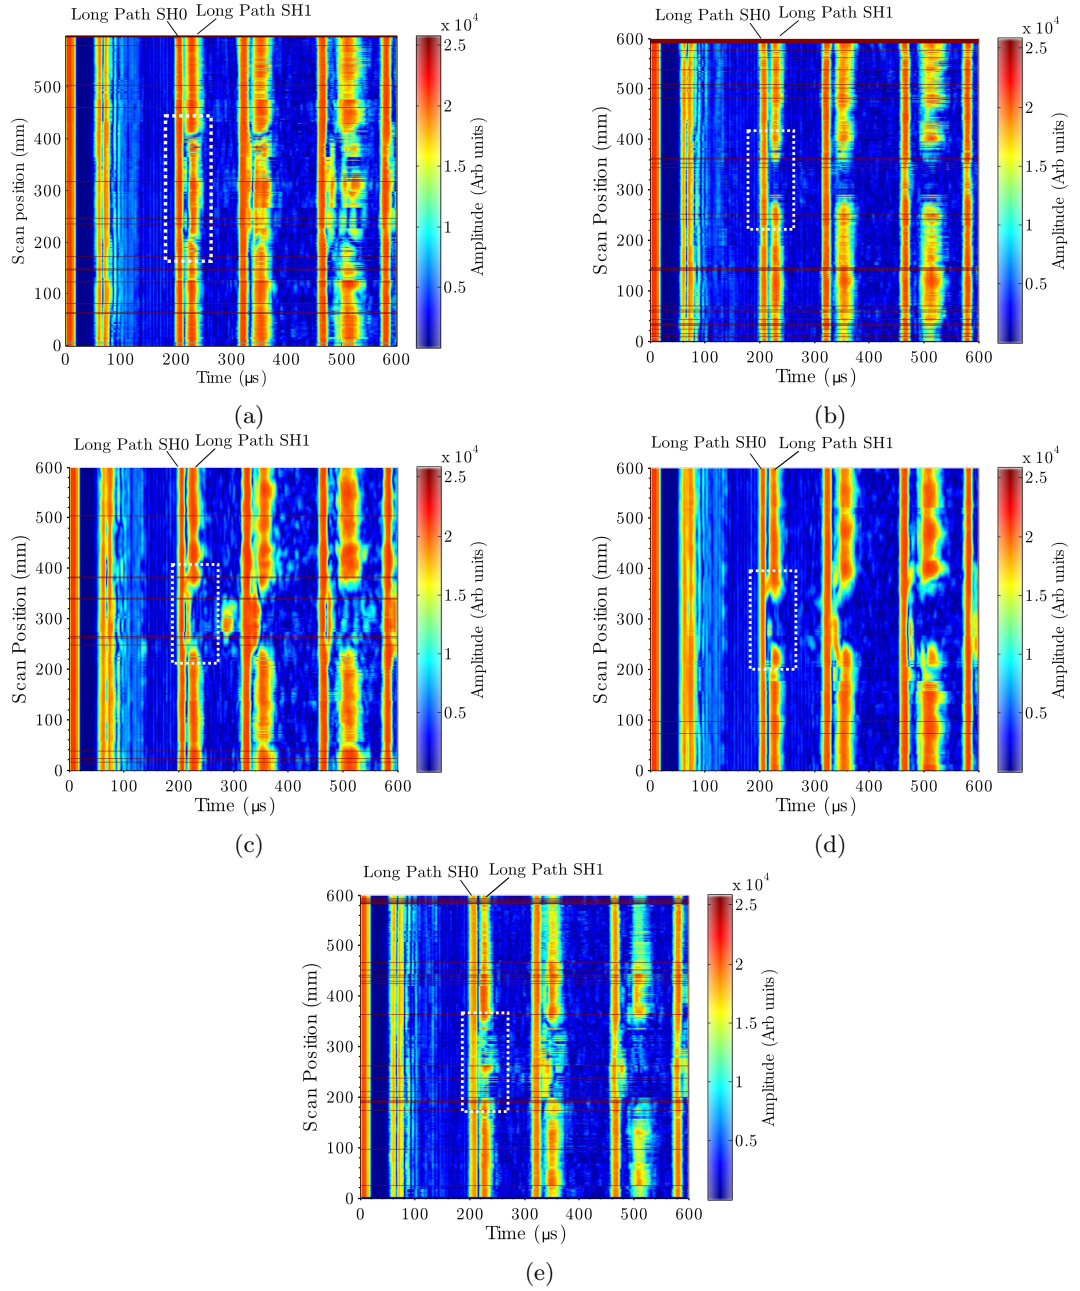 Long Path SH0 Long Path SH1
x 10^4
Scan position (mm)
500
400
300
200
100
0
0 100 200 300 400 500 600
Time (µs)
2.5
2
1.5
1
0.5
Amplitude (Arb units)
(a)
Long Path SH0 Long Path SH1
x 10^4
Scan Position (mm)
600
500
400
300
200
100
0
0 100 200 300 400 500 600
Time (µs)
2.5
2
1.5
1
0.5
Amplitude (Arb units)
(b)
Long Path SH0 Long Path SH1
x 10^4
Scan Position (mm)
600
500
400
300
200
100
0
0 100 200 300 400 500 600
Time (µs)
2.5
2
1.5
1
0.5
Amplitude (Arb units)
(c)
Long Path SH0 Long Path SH1
x 10^4
Scan Position (mm)
600
500
400
300
200
100
0
0 100 200 300 400 500 600
Time (µs)
2.5
2
1.5
1
0.5
Amplitude (Arb units)
(d)
Long Path SH0 Long Path SH1
x 10^4
Scan Position (mm)
600
500
400
300
200
100
0
0 100 200 300 400 500 600
Time (µs)
2.5
2
1.5
1
0.5
Amplitude (Arb units)
(e)